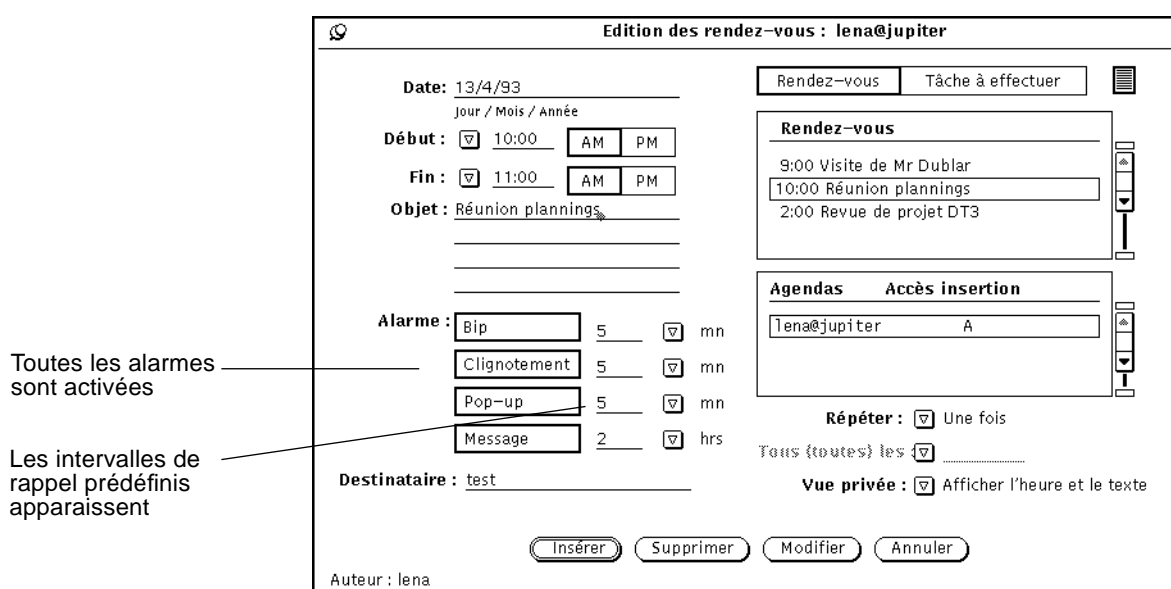 Edition des rendez-vous : lena@jupiter
Date: 13/4/93
Jour / Mois / Année
Début : 10:00 AM PM
Fin : 11:00 AM PM
Objet : Réunion plannings
Alarme : Bip 5 mn
Clignotement 5 mn
Pop-up 5 mn
Message 2 hrs
Destinataire : test
Rendez-vous Tâche à effectuer
Rendez-vous
9:00 Visite de Mr Dublar
10:00 Réunion plannings
2:00 Revue de projet DT3
Agendas Accès insertion
lena@jupiter A
Répéter : Une fois
Tous (toutes) les :
Vue privée : Afficher l'heure et le texte
Insérer Supprimer Modifier Annuler
Auteur : lena
Toutes les alarmes
sont activées
Les intervalles de
rappel prédéfinis
apparaissent